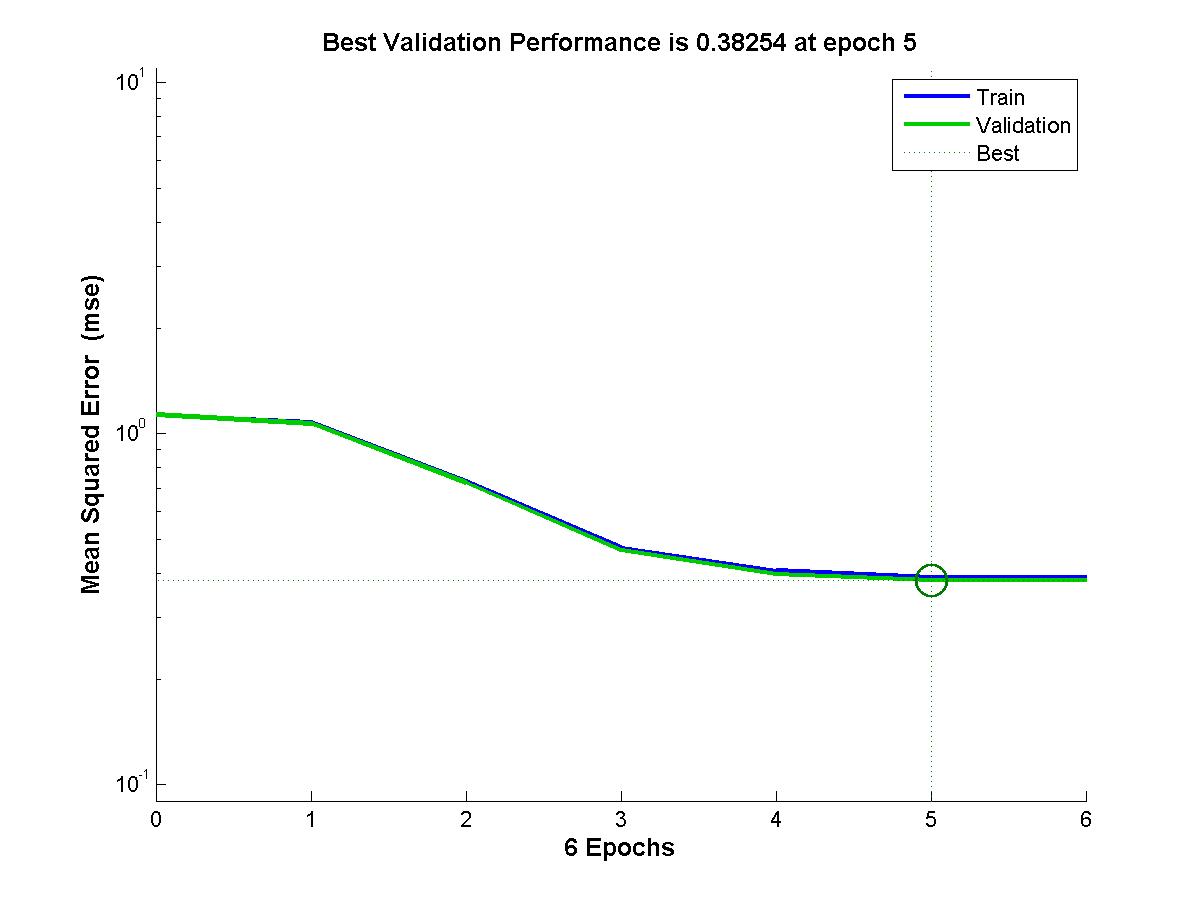 Best Validation Performance is 0.38254 at epoch 5
10^1
10^0
10^-1
Mean Squared Error (mse)
Train
Validation
Best
0 1 2 3 4 5 6
6 Epochs